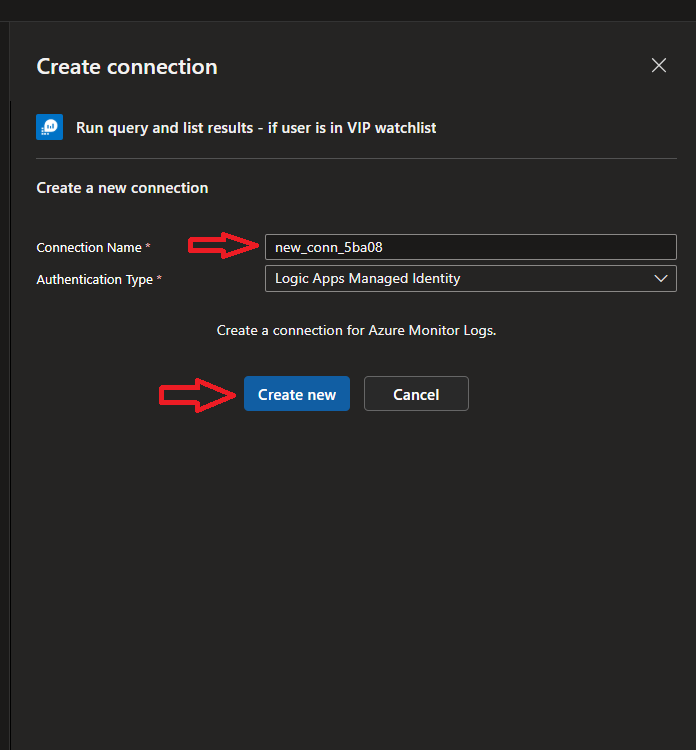 Create connection
Run query and list results - if user is in VIP watchlist
Create a new connection
Connection Name * new_conn_5ba08
Authentication Type * Logic Apps Managed Identity
Create a connection for Azure Monitor Logs.
Create new Cancel